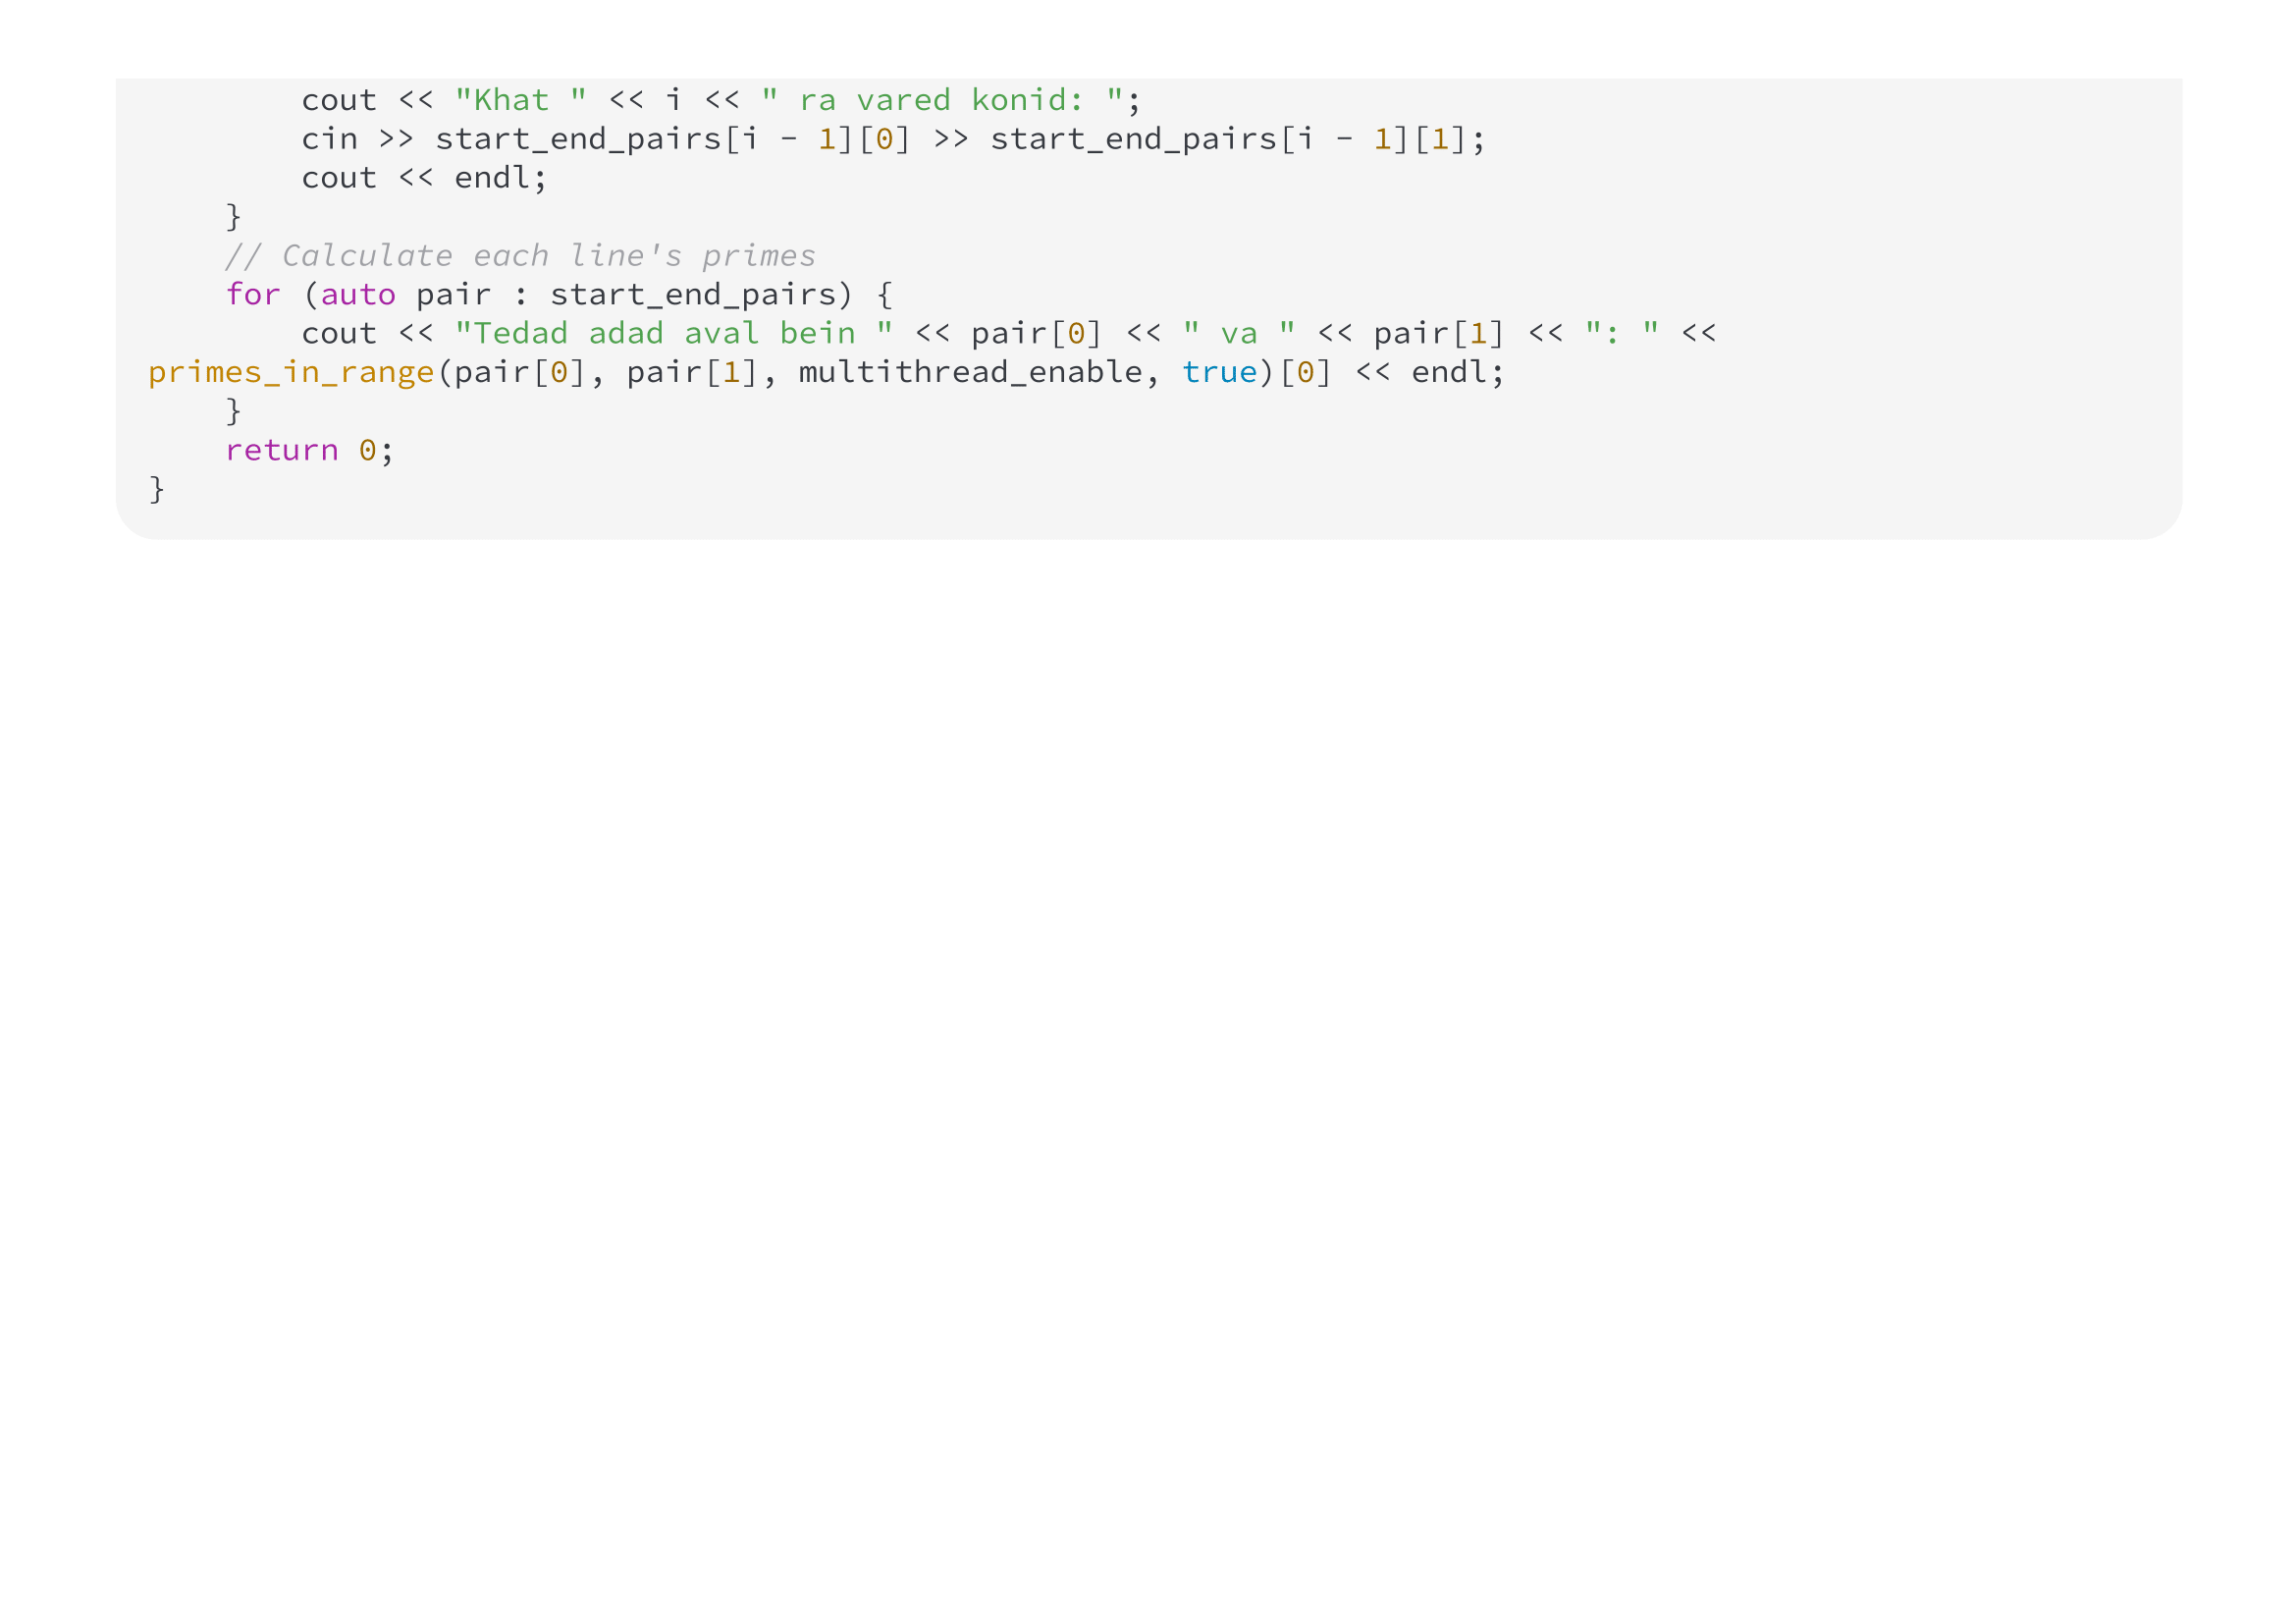 cout << "Khat " << i << " ra vared konid: ";
        cin >> start_end_pairs[i - 1][0] >> start_end_pairs[i - 1][1];
        cout << endl;
    }
    // Calculate each line's primes
    for (auto pair : start_end_pairs) {
        cout << "Tedad adad aval bein " << pair[0] << " va " << pair[1] << ": " <<
primes_in_range(pair[0], pair[1], multithread_enable, true)[0] << endl;
    }
    return 0;
}